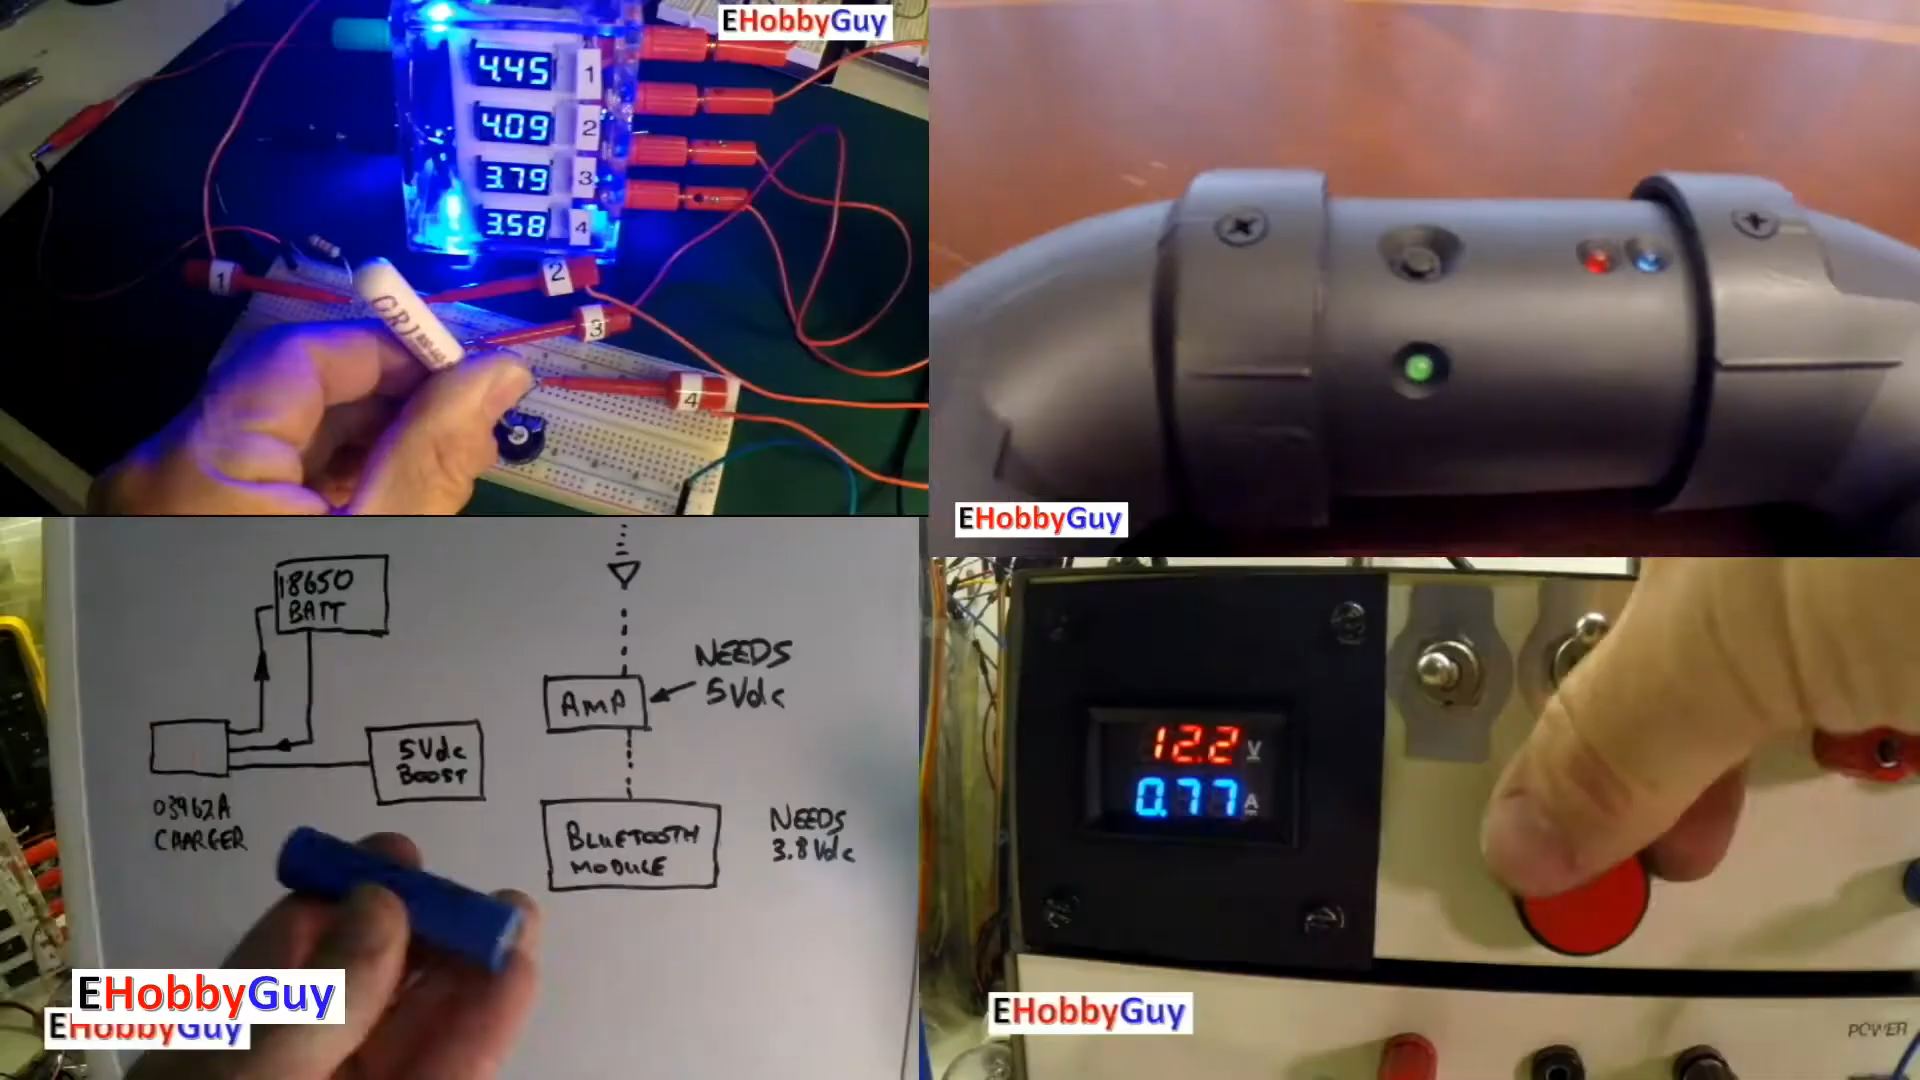 EHobbyGuy
4.45
1
4.09
2
3.79
3
3.58
4
1
2
3
4
GRJ
EHobbyGuy
18650
BATT
NEEDS
5Vdc
AMP
5Vdc
BOOST
03962A
CHARGER
BLUETOOTH
MODULE
NEEDS
3.8Vdc
EHobbyGuy
EHobbyGuy
12.2 V
0.77 A
EHobbyGuy
POWER